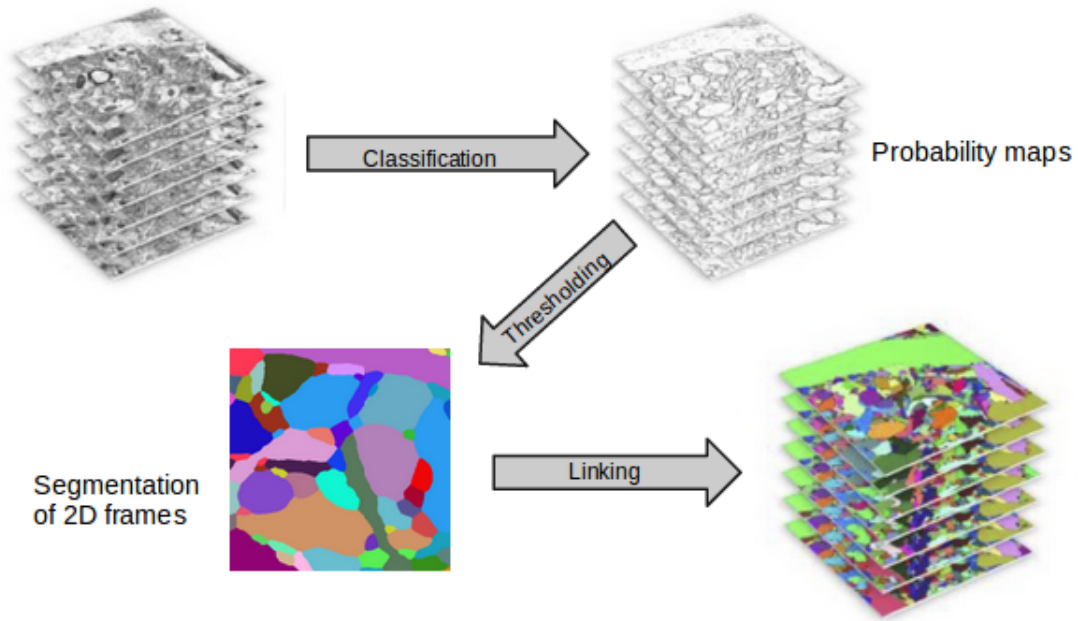 Classification
Probability maps
Thresholding
Segmentation
of 2D frames
Linking